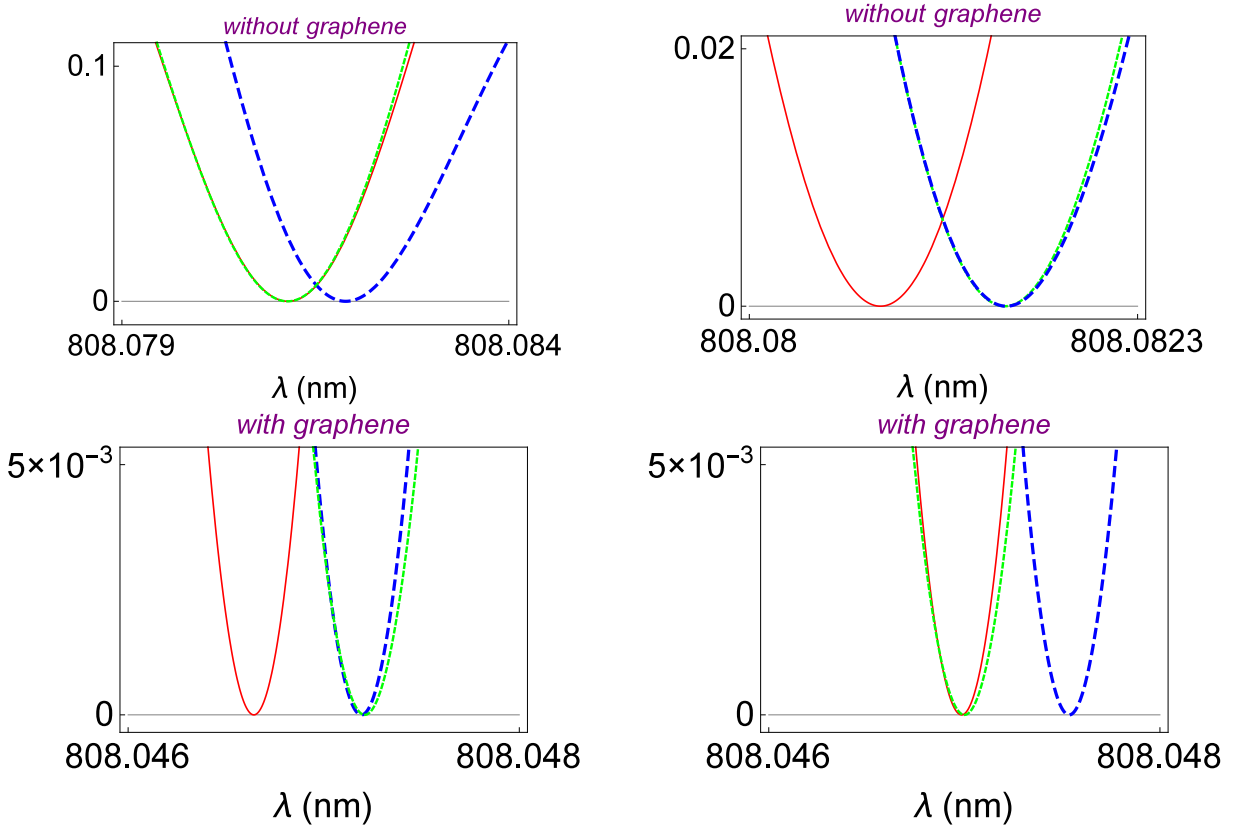 without graphene
0.1
0
808.079 808.084
λ (nm)
without graphene
0.02
0
808.08 808.0823
λ (nm)
with graphene
5×10⁻³
0
808.046 808.048
λ (nm)
with graphene
5×10⁻³
0
808.046 808.048
λ (nm)